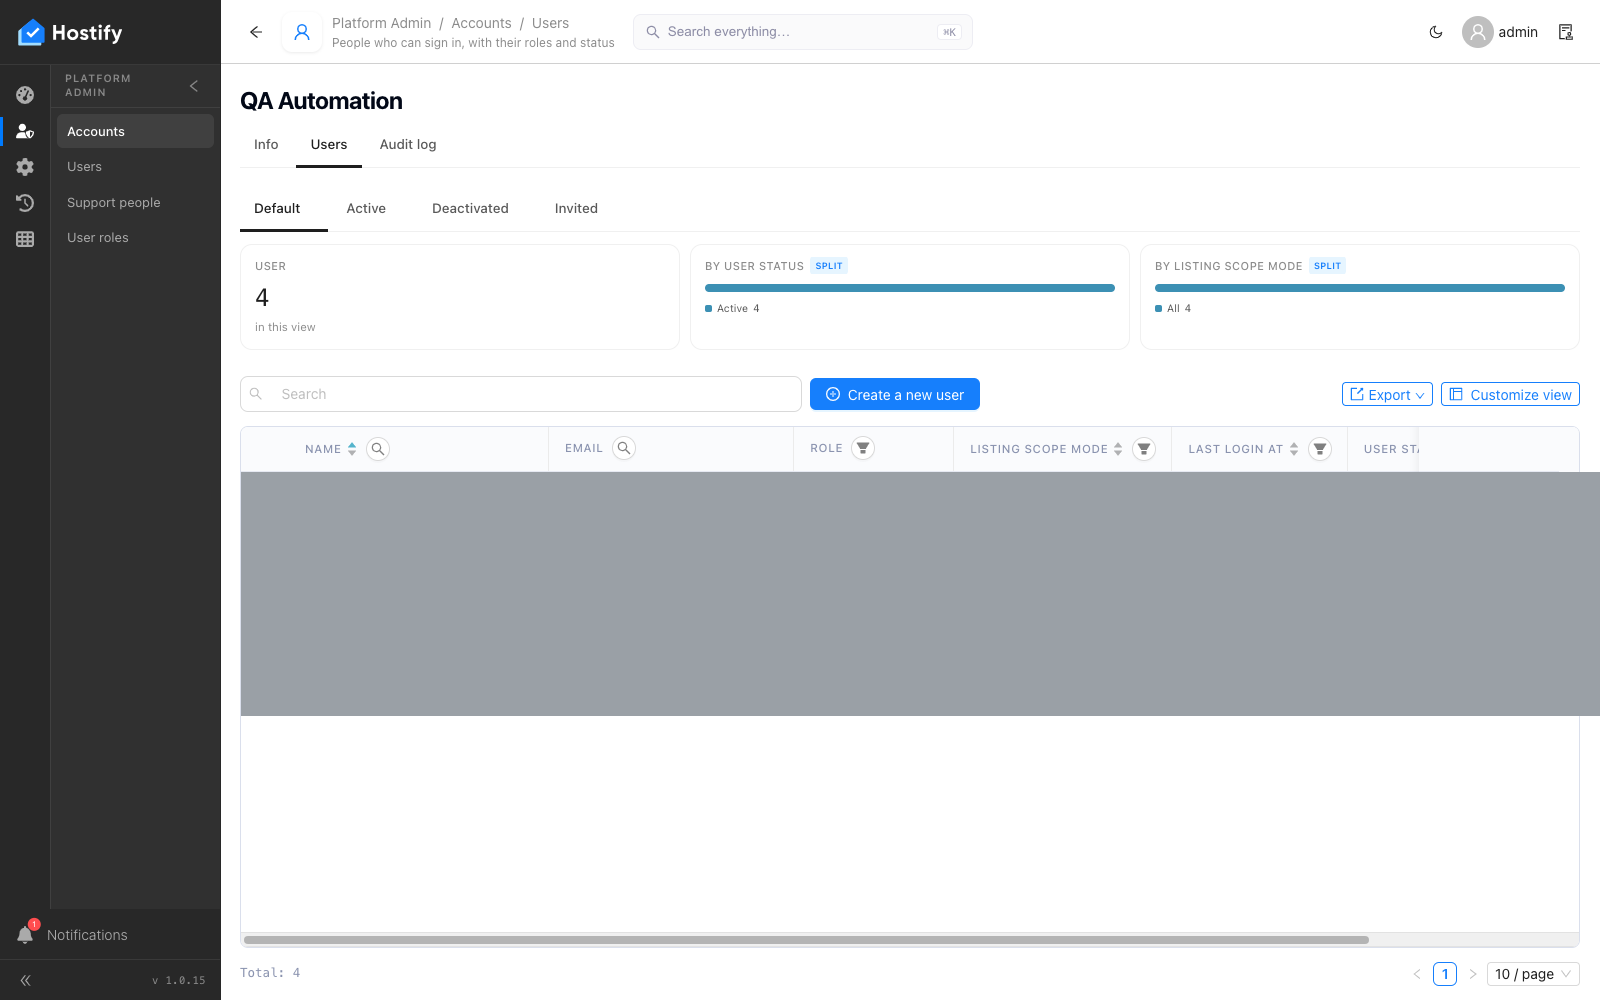 Hostify
PLATFORM
ADMIN
Accounts
Users
Support people
User roles
1
Notifications
v 1.0.15
Platform Admin / Accounts / Users
People who can sign in, with their roles and status
Search everything...
⌘K
admin
QA Automation
Info
Users
Audit log
Default
Active
Deactivated
Invited
USER
4
in this view
BY USER STATUS SPLIT
Active 4
BY LISTING SCOPE MODE SPLIT
All 4
Search
Create a new user
Export
Customize view
NAME
EMAIL
ROLE
LISTING SCOPE MODE
LAST LOGIN AT
USER
Total: 4
1
10 / page